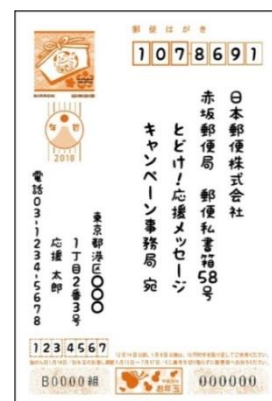 郵便はがき
1078691
日本郵便株式会社
赤坂郵便局 郵便私書箱58号
とどけ!応援メッセージ
キャンペーン事務局 宛
2018
東京都港区〇〇〇
1丁目2番3号
応援 太郎
電話03-1234-5678
1234567
B0000組
お年玉
000000